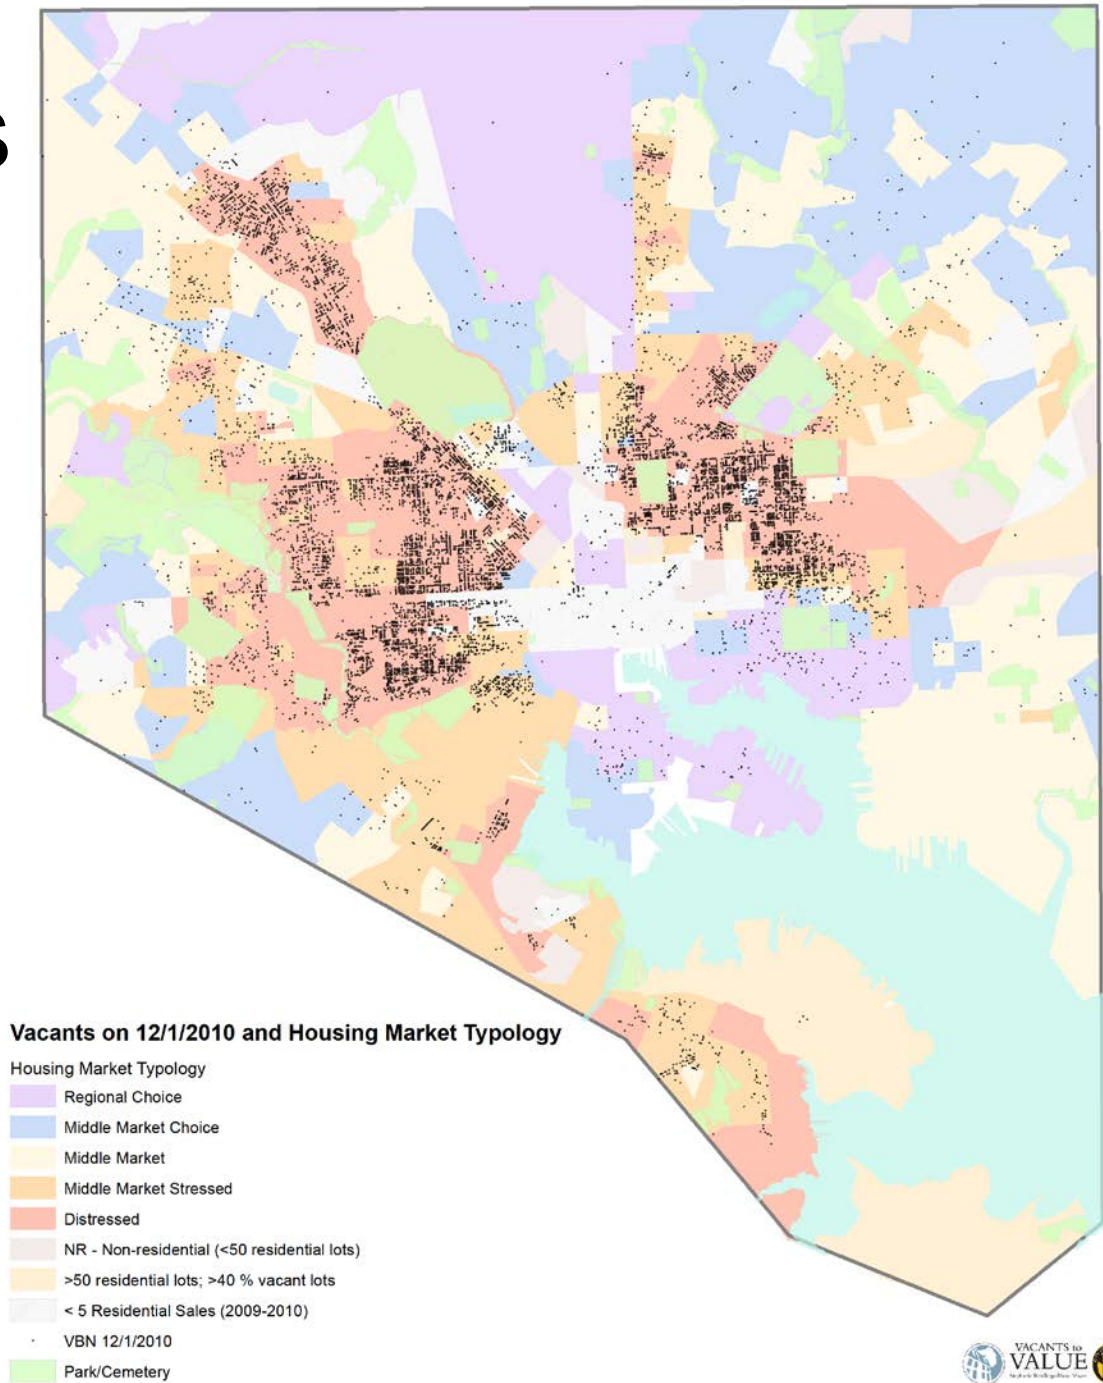 s
Vacants on 12/1/2010 and Housing Market Typology
Housing Market Typology
Regional Choice
Middle Market Choice
Middle Market
Middle Market Stressed
Distressed
NR - Non-residential (<50 residential lots)
>50 residential lots; >40 % vacant lots
< 5 Residential Sales (2009-2010)
VBN 12/1/2010
Park/Cemetery
VACANTS to
VALUE